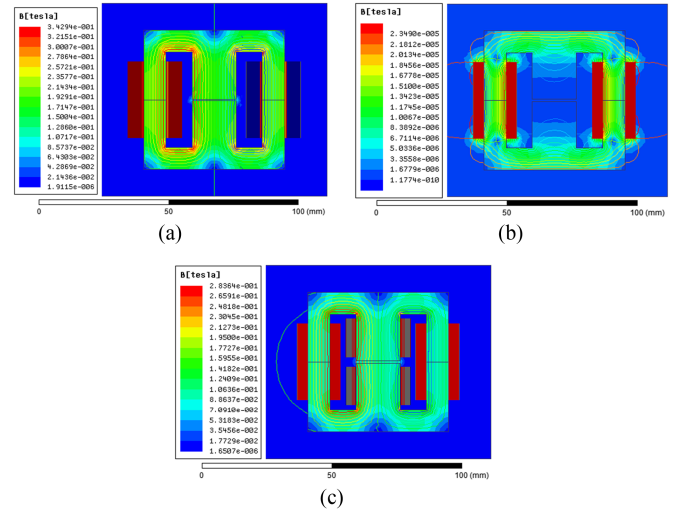 B[tesla]
3.4294e-001
3.2151e-001
3.0007e-001
2.7864e-001
2.5721e-001
2.3577e-001
2.1434e-001
1.9291e-001
1.7147e-001
1.5004e-001
1.2860e-001
1.0717e-001
8.5737e-002
6.4303e-002
4.2869e-002
2.1436e-002
1.9115e-006
0 50 100 (mm)
(a)
B[tesla]
2.3490e-005
2.1812e-005
2.0134e-005
1.8456e-005
1.6778e-005
1.5100e-005
1.3423e-005
1.1745e-005
1.0067e-005
8.3892e-006
6.7114e-006
5.0336e-006
3.3558e-006
1.6779e-006
1.1774e-010
0 50 100 (mm)
(b)
B[tesla]
2.8364e-001
2.6591e-001
2.4818e-001
2.3045e-001
2.1273e-001
1.9500e-001
1.7727e-001
1.5955e-001
1.4182e-001
1.2409e-001
1.0636e-001
8.8637e-002
7.0910e-002
5.3183e-002
3.5456e-002
1.7729e-002
1.6507e-006
0 50 100 (mm)
(c)